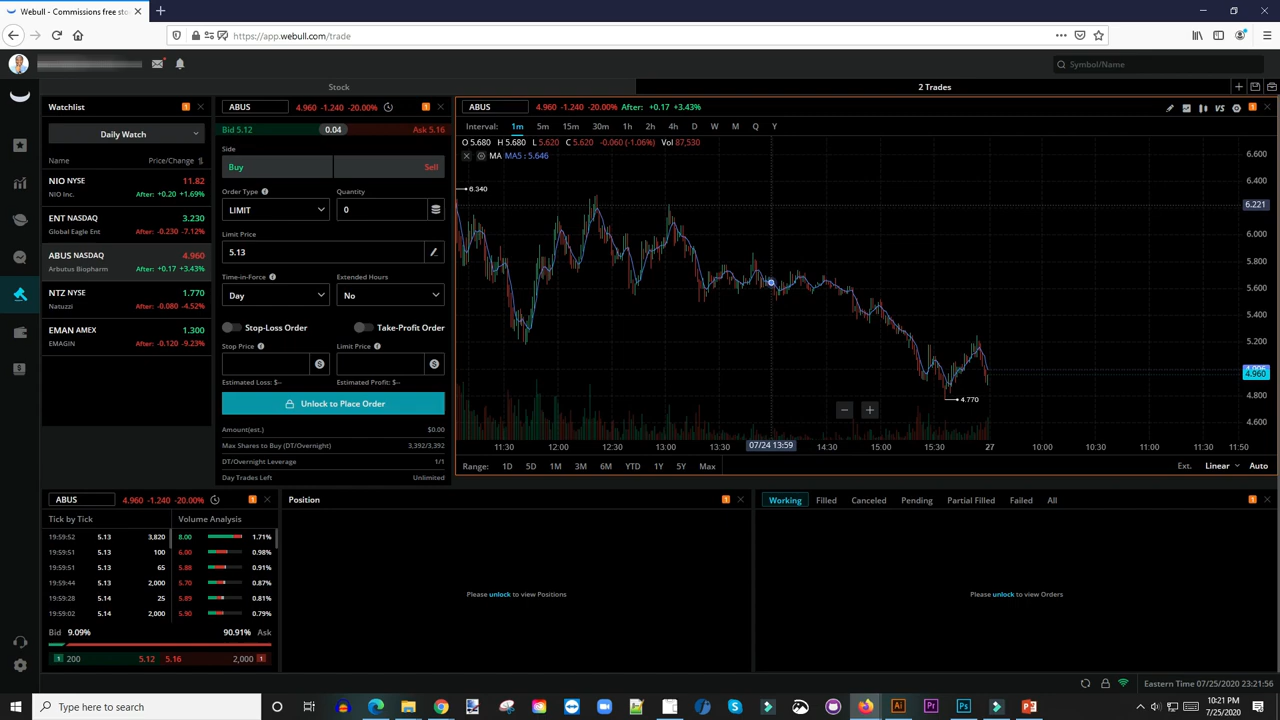 Webull - Commissions free sto
https://app.webull.com/trade
Symbol/Name
Stock
2 Trades
Watchlist
1
Daily Watch
Name Price/Change
NIO NYSE 11.82
NIO Inc. After: +0.20 +1.69%
ENT NASDAQ 3.230
Global Eagle Ent After: -0.230 -7.12%
ABUS NASDAQ 4.960
Arbutus Biopharm After: +0.17 +3.43%
NTZ NYSE 1.770
Natuzzi After: -0.080 -4.52%
EMAN AMEX 1.300
EMAGIN After: -0.120 -9.23%
ABUS 4.960 -1.240 -20.00% 1
Bid 5.12 0.04 Ask 5.16
Side
Buy Sell
Order Type Quantity
LIMIT 0
Limit Price
5.13
Time-in-Force Extended Hours
Day No
Stop-Loss Order Take-Profit Order
Stop Price Limit Price
Estimated Loss: $-- Estimated Profit: $--
Unlock to Place Order
Amount(est.) $0.00
Max Shares to Buy (DT/Overnight) 3,392/3,392
DT/Overnight Leverage 1/1
Day Trades Left Unlimited
ABUS 4.960 -1.240 -20.00% After: +0.17 +3.43% VS 1
Interval: 1m 5m 15m 30m 1h 2h 4h D W M Q Y
O 5.680 H 5.680 L 5.620 C 5.620 -0.060 (-1.06%) Vol 87,530
MA MA5 : 5.646
6.600
6.400
6.340
6.221
6.000
5.800
5.600
5.400
5.200
4.960
4.800
4.770
4.600
11:30 12:00 12:30 13:00 13:30 07/24 13:59 14:30 15:00 15:30 27 10:00 10:30 11:00 11:30 11:50
Range: 1D 5D 1M 3M 6M YTD 1Y 5Y Max Ext. Linear Auto
ABUS 4.960 -1.240 -20.00% 1
Tick by Tick Volume Analysis
19:59:52 5.13 3,820 8.00 1.71%
19:59:51 5.13 100 6.00 0.98%
19:59:51 5.13 65 5.88 0.91%
19:59:44 5.13 2,000 5.70 0.87%
19:59:28 5.14 25 5.89 0.81%
19:59:02 5.14 2,000 5.90 0.79%
Bid 9.09% 90.91% Ask
1 200 5.12 5.16 2,000 1
Position 1
Please unlock to view Positions
Working Filled Canceled Pending Partial Filled Failed All 1
Please unlock to view Orders
Eastern Time 07/25/2020 23:21:56
Type here to search
10:21 PM
7/25/2020